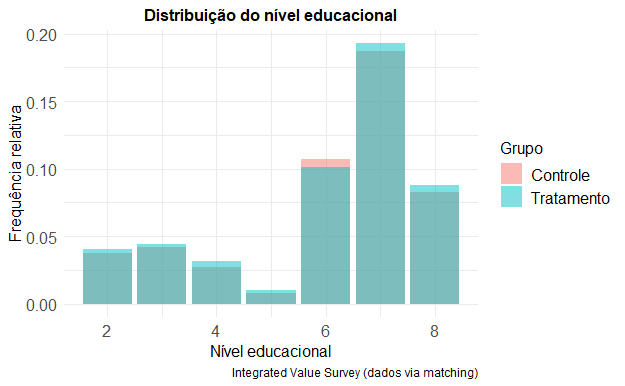 Distribuição do nível educacional
Frequência relativa
0.20
0.15
0.10
0.05
0.00
2
4
6
8
Nível educacional
Grupo
Controle
Tratamento
Integrated Value Survey (dados via matching)